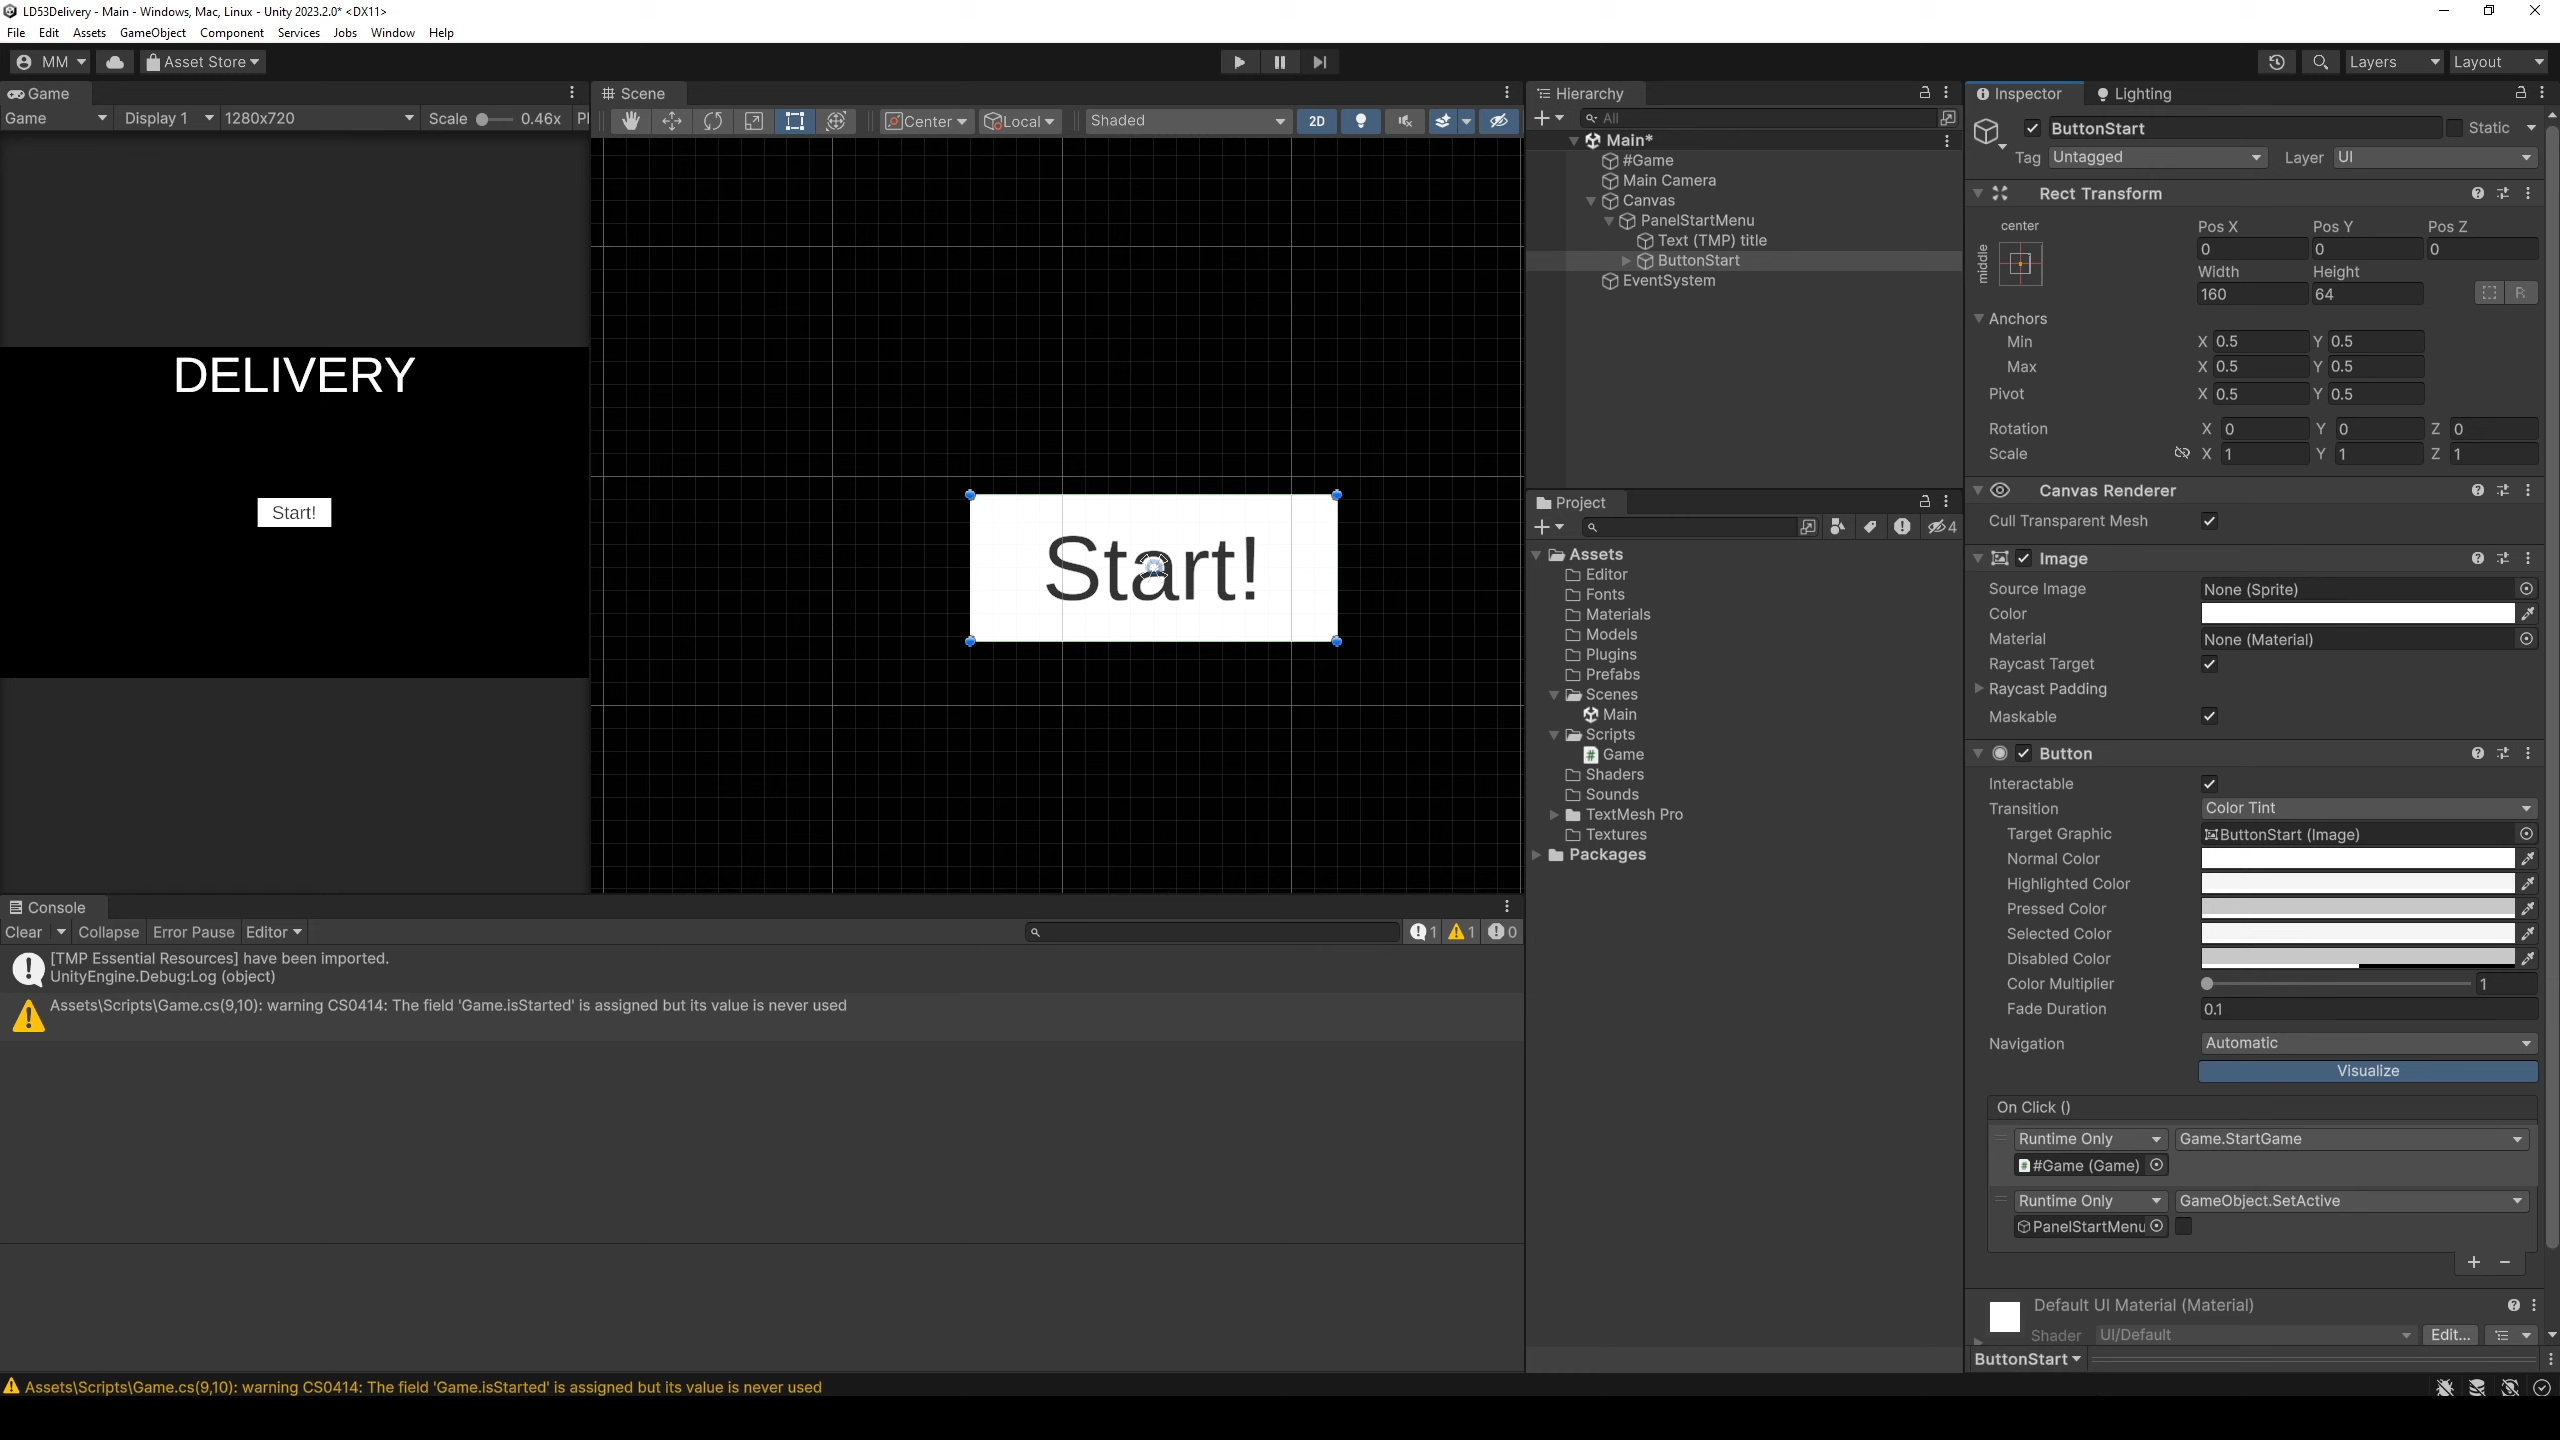 LD53Delivery - Main - Windows, Mac, Linux - Unity 2023.2.0* <DX11>
File Edit Assets GameObject Component Services Jobs Window Help
MM Asset Store Layers Layout
Game
Game Display 1 1280x720 Scale 0.46x Pl
DELIVERY
Start!
Scene
Center Local Shaded 2D
Start!
Hierarchy
All
Main*
#Game
Main Camera
Canvas
PanelStartMenu
Text (TMP) title
ButtonStart
EventSystem
Project
4
Assets
Editor
Fonts
Materials
Models
Plugins
Prefabs
Scenes
Main
Scripts
Game
Shaders
Sounds
TextMesh Pro
Textures
Packages
Console
Clear Collapse Error Pause Editor 1 1 0
[TMP Essential Resources] have been imported.
UnityEngine.Debug:Log (object)
Assets\Scripts\Game.cs(9,10): warning CS0414: The field 'Game.isStarted' is assigned but its value is never used
Inspector Lighting
ButtonStart Static
Tag Untagged Layer UI
Rect Transform
center
middle
Pos X Pos Y Pos Z
0 0 0
Width Height
160 64 R
Anchors
Min X 0.5 Y 0.5
Max X 0.5 Y 0.5
Pivot X 0.5 Y 0.5
Rotation X 0 Y 0 Z 0
Scale X 1 Y 1 Z 1
Canvas Renderer
Cull Transparent Mesh
Image
Source Image None (Sprite)
Color
Material None (Material)
Raycast Target
Raycast Padding
Maskable
Button
Interactable
Transition Color Tint
Target Graphic ButtonStart (Image)
Normal Color
Highlighted Color
Pressed Color
Selected Color
Disabled Color
Color Multiplier 1
Fade Duration 0.1
Navigation Automatic
Visualize
On Click ()
Runtime Only Game.StartGame
#Game (Game)
Runtime Only GameObject.SetActive
PanelStartMenu
+ −
Default UI Material (Material)
Shader UI/Default Edit...
ButtonStart
Assets\Scripts\Game.cs(9,10): warning CS0414: The field 'Game.isStarted' is assigned but its value is never used